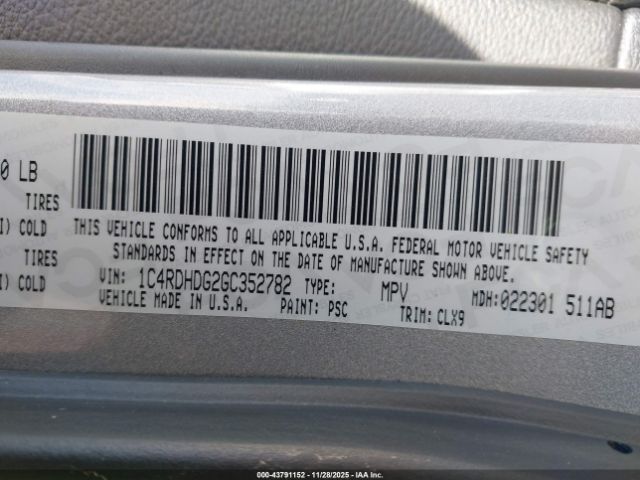 0 LB
TIRES
I) COLD
TIRES
I) COLD
THIS VEHICLE CONFORMS TO ALL APPLICABLE U.S.A. FEDERAL MOTOR VEHICLE SAFETY
STANDARDS IN EFFECT ON THE DATE OF MANUFACTURE SHOWN ABOVE.
VIN: 1C4RDHDG2GC352782 TYPE: MPV MDH:022301 511AB
VEHICLE MADE IN U.S.A. PAINT: PSC TRIM: CLX9
000-43791152 | 11/28/2025 | IAAI.com